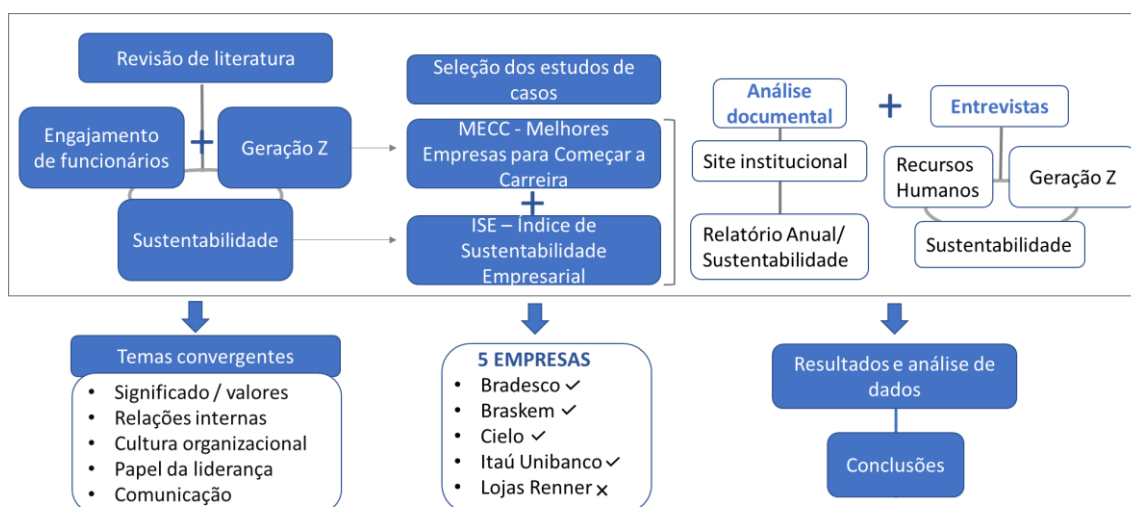 Revisão de literatura
Engajamento
de funcionários
+
Geração Z
Sustentabilidade
Seleção dos estudos de
casos
MECC - Melhores
Empresas para Começar a
Carreira
+
ISE – Índice de
Sustentabilidade
Empresarial
Análise
documental
+
Entrevistas
Site institucional
Relatório Anual/
Sustentabilidade
Recursos
Humanos
Geração Z
Sustentabilidade
Temas convergentes
• Significado / valores
• Relações internas
• Cultura organizacional
• Papel da liderança
• Comunicação
5 EMPRESAS
• Bradesco ✓
• Braskem ✓
• Cielo ✓
• Itaú Unibanco ✓
• Lojas Renner ×
Resultados e análise de
dados
Conclusões